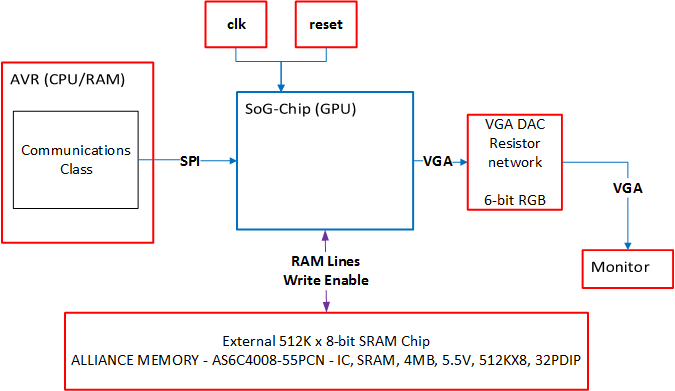 clk
reset
AVR (CPU/RAM)
SoG-Chip (GPU)
Communications
Class
SPI
VGA
VGA DAC
Resistor
network
6-bit RGB
VGA
Monitor
RAM Lines
Write Enable
External 512K x 8-bit SRAM Chip
ALLIANCE MEMORY - AS6C4008-55PCN - IC, SRAM, 4MB, 5.5V, 512KX8, 32PDIP